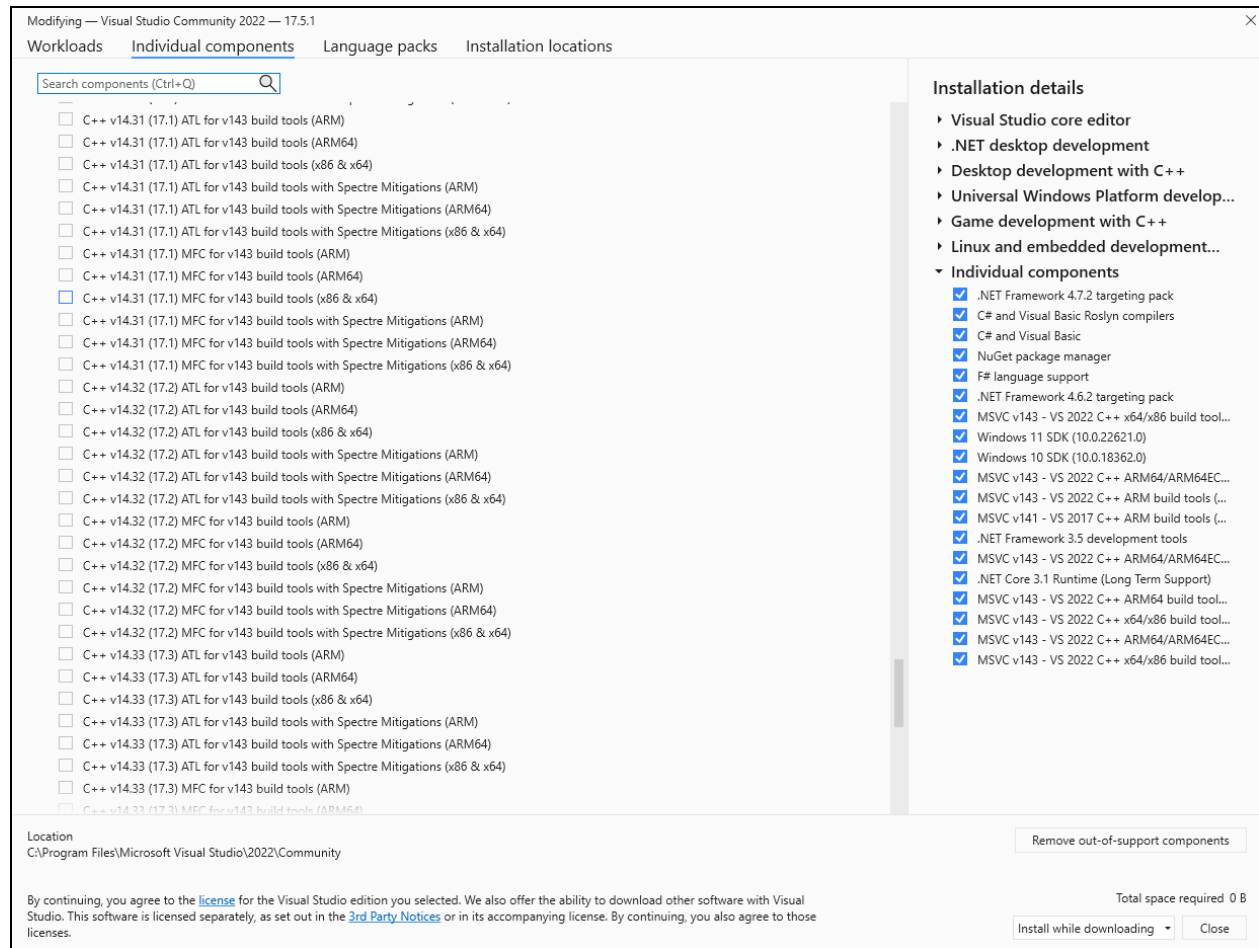 Modifying — Visual Studio Community 2022 — 17.5.1
Workloads Individual components Language packs Installation locations
Search components (Ctrl+Q)
C++ v14.31 (17.1) ATL for v143 build tools (ARM)
C++ v14.31 (17.1) ATL for v143 build tools (ARM64)
C++ v14.31 (17.1) ATL for v143 build tools (x86 & x64)
C++ v14.31 (17.1) ATL for v143 build tools with Spectre Mitigations (ARM)
C++ v14.31 (17.1) ATL for v143 build tools with Spectre Mitigations (ARM64)
C++ v14.31 (17.1) ATL for v143 build tools with Spectre Mitigations (x86 & x64)
C++ v14.31 (17.1) MFC for v143 build tools (ARM)
C++ v14.31 (17.1) MFC for v143 build tools (ARM64)
C++ v14.31 (17.1) MFC for v143 build tools (x86 & x64)
C++ v14.31 (17.1) MFC for v143 build tools with Spectre Mitigations (ARM)
C++ v14.31 (17.1) MFC for v143 build tools with Spectre Mitigations (ARM64)
C++ v14.31 (17.1) MFC for v143 build tools with Spectre Mitigations (x86 & x64)
C++ v14.32 (17.2) ATL for v143 build tools (ARM)
C++ v14.32 (17.2) ATL for v143 build tools (ARM64)
C++ v14.32 (17.2) ATL for v143 build tools (x86 & x64)
C++ v14.32 (17.2) ATL for v143 build tools with Spectre Mitigations (ARM)
C++ v14.32 (17.2) ATL for v143 build tools with Spectre Mitigations (ARM64)
C++ v14.32 (17.2) ATL for v143 build tools with Spectre Mitigations (x86 & x64)
C++ v14.32 (17.2) MFC for v143 build tools (ARM)
C++ v14.32 (17.2) MFC for v143 build tools (ARM64)
C++ v14.32 (17.2) MFC for v143 build tools (x86 & x64)
C++ v14.32 (17.2) MFC for v143 build tools with Spectre Mitigations (ARM)
C++ v14.32 (17.2) MFC for v143 build tools with Spectre Mitigations (ARM64)
C++ v14.32 (17.2) MFC for v143 build tools with Spectre Mitigations (x86 & x64)
C++ v14.33 (17.3) ATL for v143 build tools (ARM)
C++ v14.33 (17.3) ATL for v143 build tools (ARM64)
C++ v14.33 (17.3) ATL for v143 build tools (x86 & x64)
C++ v14.33 (17.3) ATL for v143 build tools with Spectre Mitigations (ARM)
C++ v14.33 (17.3) ATL for v143 build tools with Spectre Mitigations (ARM64)
C++ v14.33 (17.3) ATL for v143 build tools with Spectre Mitigations (x86 & x64)
C++ v14.33 (17.3) MFC for v143 build tools (ARM)
C++ v14.33 (17.3) MFC for v143 build tools (ARM64)
Installation details
Visual Studio core editor
.NET desktop development
Desktop development with C++
Universal Windows Platform develop...
Game development with C++
Linux and embedded development...
Individual components
.NET Framework 4.7.2 targeting pack
C# and Visual Basic Roslyn compilers
C# and Visual Basic
NuGet package manager
F# language support
.NET Framework 4.6.2 targeting pack
MSVC v143 - VS 2022 C++ x64/x86 build tool...
Windows 11 SDK (10.0.22621.0)
Windows 10 SDK (10.0.18362.0)
MSVC v143 - VS 2022 C++ ARM64/ARM64EC...
MSVC v143 - VS 2022 C++ ARM build tools (...
MSVC v141 - VS 2017 C++ ARM build tools (...
.NET Framework 3.5 development tools
MSVC v143 - VS 2022 C++ ARM64/ARM64EC...
.NET Core 3.1 Runtime (Long Term Support)
MSVC v143 - VS 2022 C++ ARM64 build tool...
MSVC v143 - VS 2022 C++ x64/x86 build tool...
MSVC v143 - VS 2022 C++ ARM64/ARM64EC...
MSVC v143 - VS 2022 C++ x64/x86 build tool...
Location
C:\Program Files\Microsoft Visual Studio\2022\Community
Remove out-of-support components
By continuing, you agree to the license for the Visual Studio edition you selected. We also offer the ability to download other software with Visual
Studio. This software is licensed separately, as set out in the 3rd Party Notices or in its accompanying license. By continuing, you also agree to those
licenses.
Total space required 0 B
Install while downloading Close